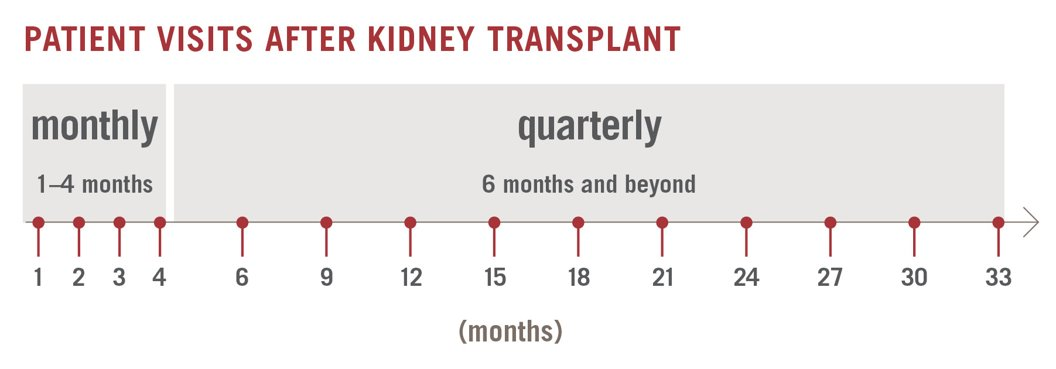 PATIENT VISITS AFTER KIDNEY TRANSPLANT
monthly
1–4 months
quarterly
6 months and beyond
1 2 3 4 6 9 12 15 18 21 24 27 30 33
(months)